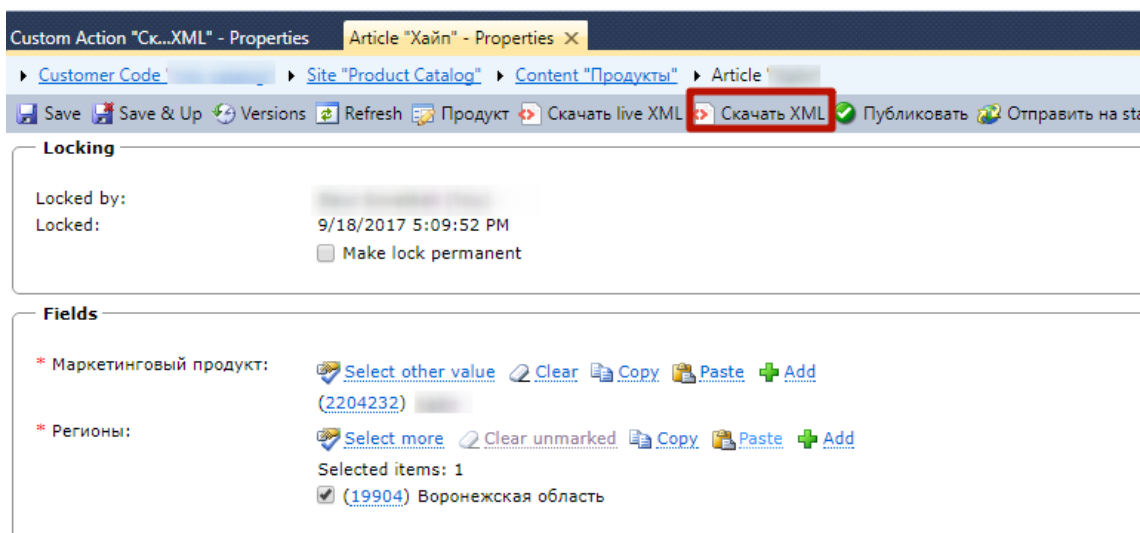 Custom Action "Ск...XML" - Properties Article "Хайп" - Properties
Customer Code Site "Product Catalog" Content "Продукты" Article
Save Save & Up Versions Refresh Продукт Скачать live XML Скачать XML Публиковать Отправить на sta
Locking
Locked by:
Locked: 9/18/2017 5:09:52 PM
Make lock permanent
Fields
* Маркетинговый продукт: Select other value Clear Copy Paste Add
(2204232)
* Регионы: Select more Clear unmarked Copy Paste Add
Selected items: 1
(19904) Воронежская область